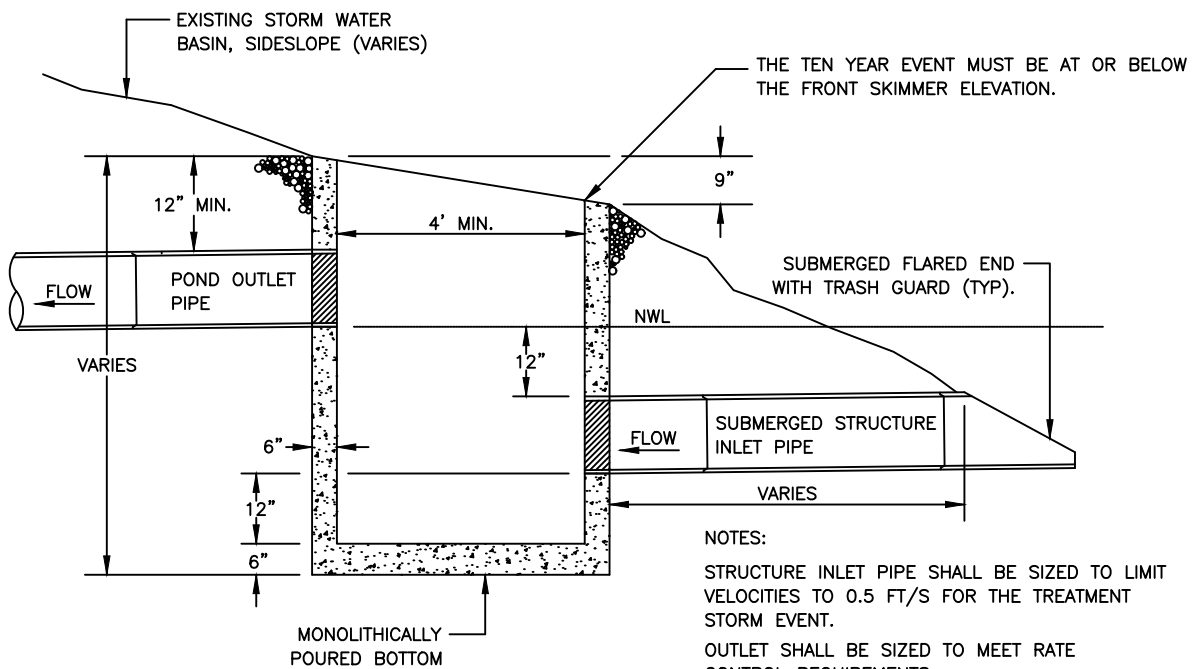 EXISTING STORM WATER
BASIN, SIDESLOPE (VARIES)
THE TEN YEAR EVENT MUST BE AT OR BELOW
THE FRONT SKIMMER ELEVATION.
9”
12” MIN.
4’ MIN.
SUBMERGED FLARED END
WITH TRASH GUARD (TYP).
POND OUTLET
PIPE
FLOW
NWL
VARIES
12”
SUBMERGED STRUCTURE
INLET PIPE
FLOW
6”
VARIES
12”
6”
NOTES:
STRUCTURE INLET PIPE SHALL BE SIZED TO LIMIT
VELOCITIES TO 0.5 FT/S FOR THE TREATMENT
STORM EVENT.
MONOLITHICALLY
POURED BOTTOM
OUTLET SHALL BE SIZED TO MEET RATE
CONTROL REQUIREMENTS